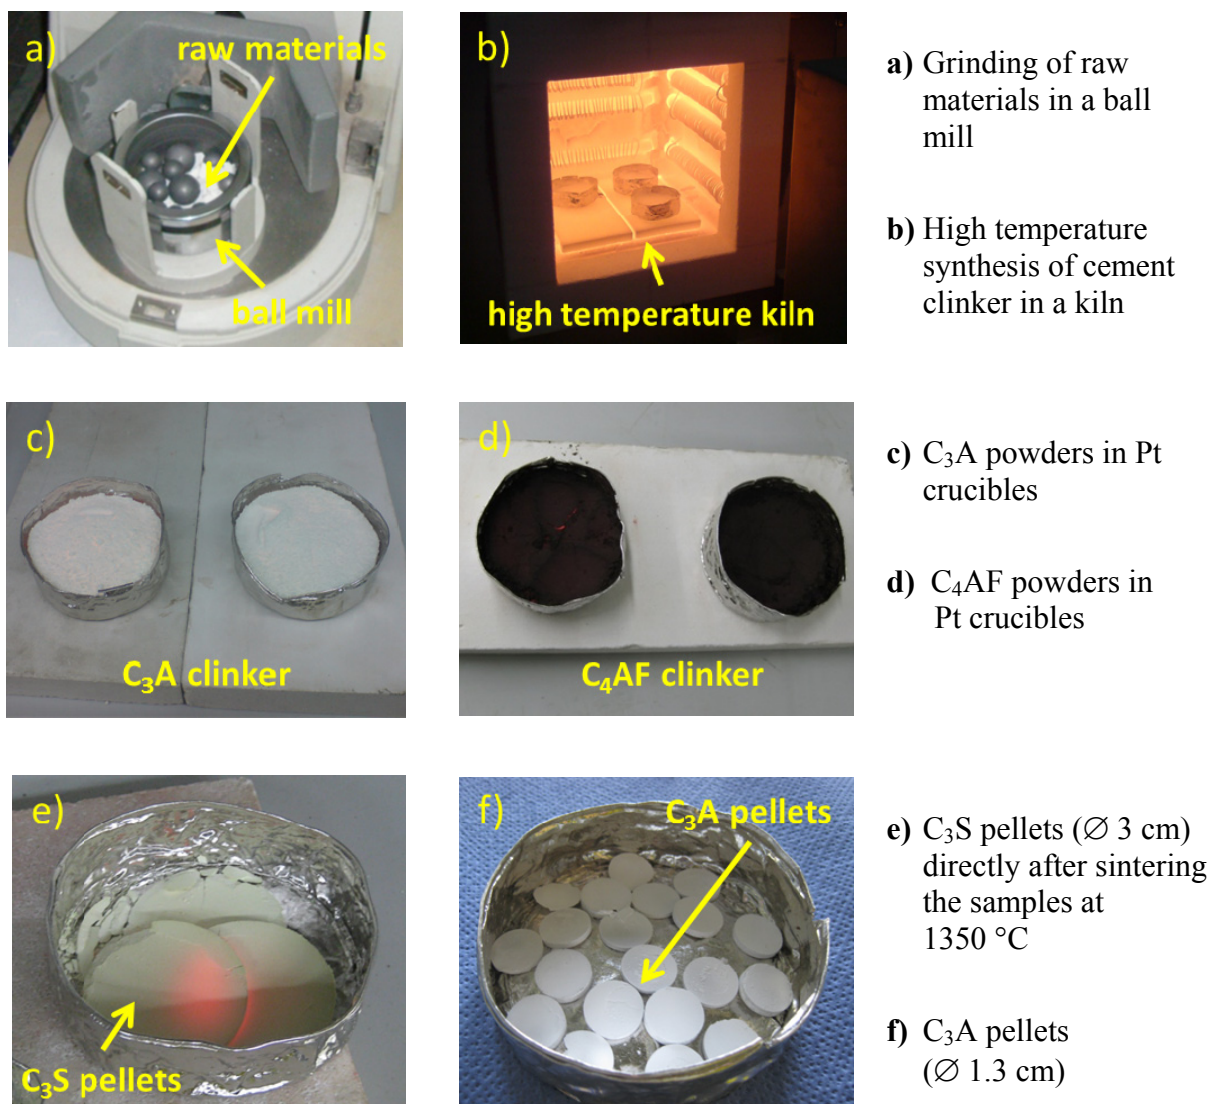 a)
raw materials
ball mill
b)
high temperature kiln
a) Grinding of raw
materials in a ball
mill
b) High temperature
synthesis of cement
clinker in a kiln
c)
C₃A clinker
d)
C₄AF clinker
c) C₃A powders in Pt
crucibles
d) C₄AF powders in
Pt crucibles
e)
C₃S pellets
f)
C₃A pellets
e) C₃S pellets (∅ 3 cm)
directly after sintering
the samples at
1350 °C
f) C₃A pellets
(∅ 1.3 cm)